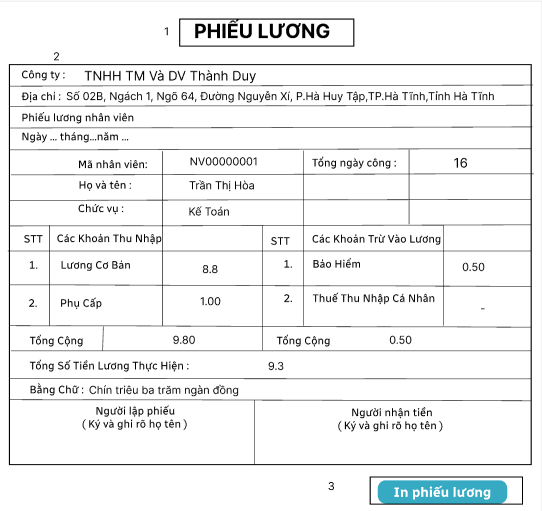 1 PHIẾU LƯƠNG
2
Công ty : TNHH TM Và DV Thành Duy
Địa chỉ : Số 02B, Ngách 1, Ngõ 64, Đường Nguyên Xí, P.Hà Huy Tập,TP.Hà Tĩnh,Tỉnh Hà Tĩnh
Phiếu lương nhân viên
Ngày ... tháng...năm ...
Mã nhân viên: NV00000001 Tổng ngày công : 16
Họ và tên : Trần Thị Hòa
Chức vụ : Kế Toán
STT Các Khoản Thu Nhập STT Các Khoản Trừ Vào Lương
1. Lương Cơ Bản 8.8 1. Bảo Hiểm 0.50
2. Phụ Cấp 1.00 2. Thuế Thu Nhập Cá Nhân -
Tổng Cộng 9.80 Tổng Cộng 0.50
Tổng Số Tiền Lương Thực Hiện : 9.3
Bằng Chữ : Chín triêu ba trăm ngàn đồng
Người lập phiếu Người nhận tiền
( Ký và ghi rõ họ tên ) ( Ký và ghi rõ họ tên )
3 In phiếu lương